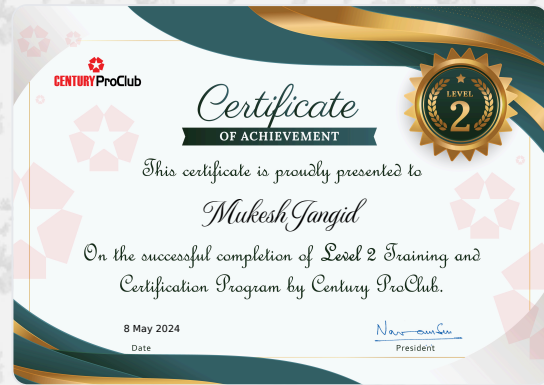 CENTURY ProClub
Certificate
OF ACHIEVEMENT
LEVEL
2
This certificate is proudly presented to
Mukesh Jangid
On the successful completion of Level 2 Training and
Certification Program by Century ProClub.
8 May 2024
Date
President